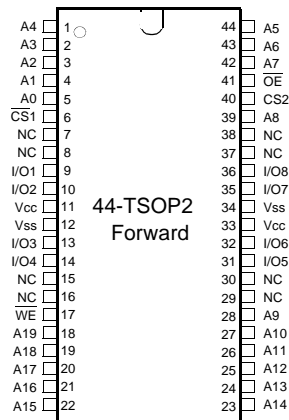 A4 1 44 A5
A3 2 43 A6
A2 3 42 A7
A1 4 41 OE
A0 5 40 CS2
CS1 6 39 A8
NC 7 38 NC
NC 8 37 NC
I/O1 9 36 I/O8
I/O2 10 35 I/O7
Vcc 11 34 Vss
Vss 12 33 Vcc
I/O3 13 32 I/O6
I/O4 14 31 I/O5
NC 15 30 NC
NC 16 29 NC
WE 17 28 A9
A19 18 27 A10
A18 19 26 A11
A17 20 25 A12
A16 21 24 A13
A15 22 23 A14
44-TSOP2
Forward